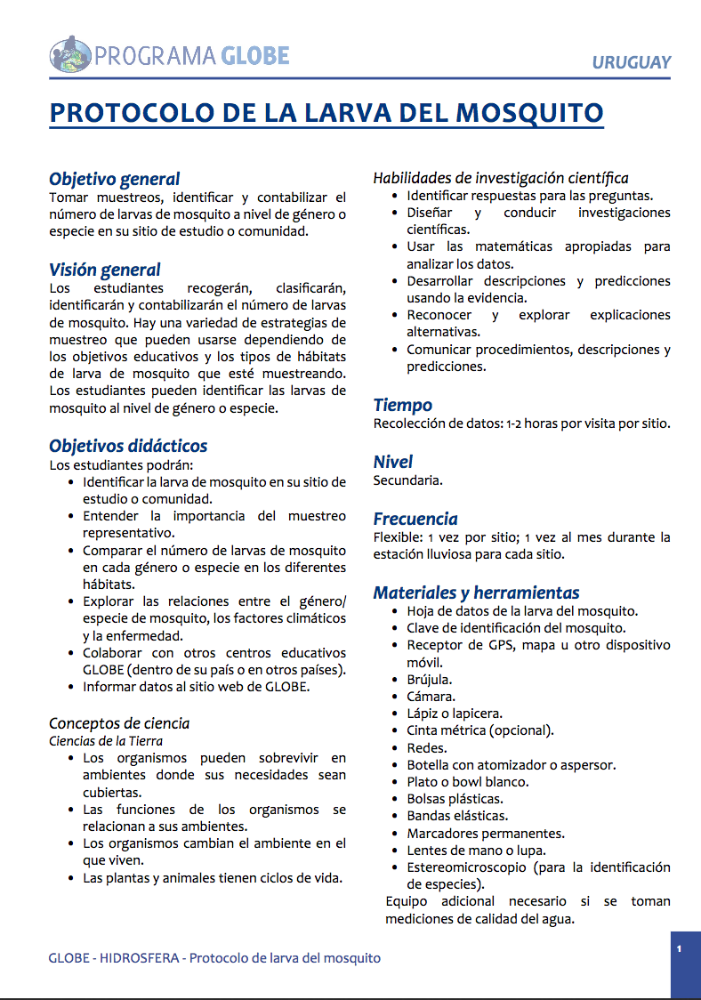 PROGRAMA GLOBE
URUGUAY
PROTOCOLO DE LA LARVA DEL MOSQUITO
Objetivo general
Tomar muestreos, identificar y contabilizar el
número de larvas de mosquito a nivel de género o
especie en su sitio de estudio o comunidad.
Visión general
Los estudiantes recogerán, clasificarán,
identificarán y contabilizarán el número de larvas
de mosquito. Hay una variedad de estrategias de
muestreo que pueden usarse dependiendo de
los objetivos educativos y los tipos de hábitats
de larva de mosquito que esté muestreando.
Los estudiantes pueden identificar las larvas de
mosquito al nivel de género o especie.
Objetivos didácticos
Los estudiantes podrán:
• Identificar la larva de mosquito en su sitio de
estudio o comunidad.
• Entender la importancia del muestreo
representativo.
• Comparar el número de larvas de mosquito
en cada género o especie en los diferentes
hábitats.
• Explorar las relaciones entre el género/
especie de mosquito, los factores climáticos
y la enfermedad.
• Colaborar con otros centros educativos
GLOBE (dentro de su país o en otros países).
• Informar datos al sitio web de GLOBE.
Conceptos de ciencia
Ciencias de la Tierra
• Los organismos pueden sobrevivir en
ambientes donde sus necesidades sean
cubiertas.
• Las funciones de los organismos se
relacionan a sus ambientes.
• Los organismos cambian el ambiente en el
que viven.
• Las plantas y animales tienen ciclos de vida.
Habilidades de investigación científica
• Identificar respuestas para las preguntas.
• Diseñar y conducir investigaciones
científicas.
• Usar las matemáticas apropiadas para
analizar los datos.
• Desarrollar descripciones y predicciones
usando la evidencia.
• Reconocer y explorar explicaciones
alternativas.
• Comunicar procedimientos, descripciones y
predicciones.
Tiempo
Recolección de datos: 1-2 horas por visita por sitio.
Nivel
Secundaria.
Frecuencia
Flexible: 1 vez por sitio; 1 vez al mes durante la
estación lluviosa para cada sitio.
Materiales y herramientas
• Hoja de datos de la larva del mosquito.
• Clave de identificación del mosquito.
• Receptor de GPS, mapa u otro dispositivo
móvil.
• Brújula.
• Cámara.
• Lápiz o lapicera.
• Cinta métrica (opcional).
• Redes.
• Botella con atomizador o aspersor.
• Plato o bowl blanco.
• Bolsas plásticas.
• Bandas elásticas.
• Marcadores permanentes.
• Lentes de mano o lupa.
• Estereomicroscopio (para la identificación
de especies).
Equipo adicional necesario si se toman
mediciones de calidad del agua.
GLOBE - HIDROSFERA - Protocolo de larva del mosquito
1